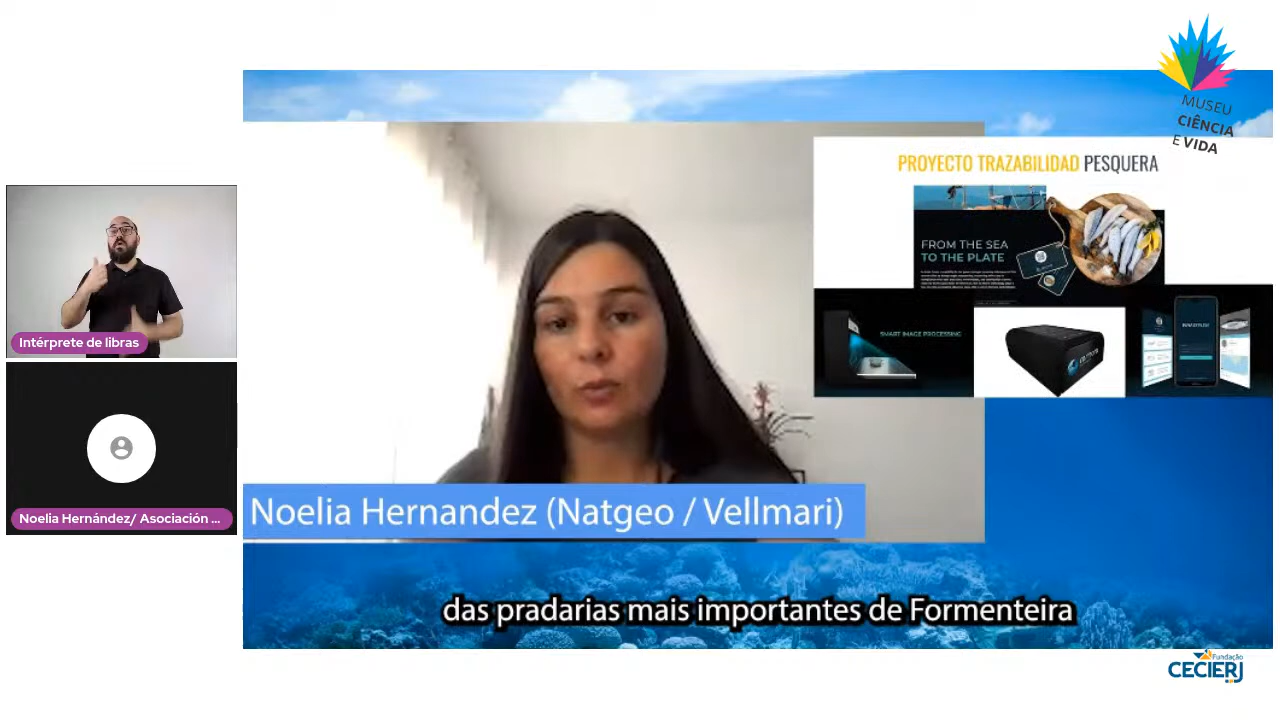 MUSEU
CIÊNCIA
E VIDA
PROYECTO TRAZABILIDAD PESQUERA
FROM THE SEA
TO THE PLATE
SMART IMAGE PROCESSING
Intérprete de libras
Noelia Hernández/ Asociación ...
Noelia Hernandez (Natgeo / Vellmari)
das pradarias mais importantes de Formenteira
Fundação
CECIERJ